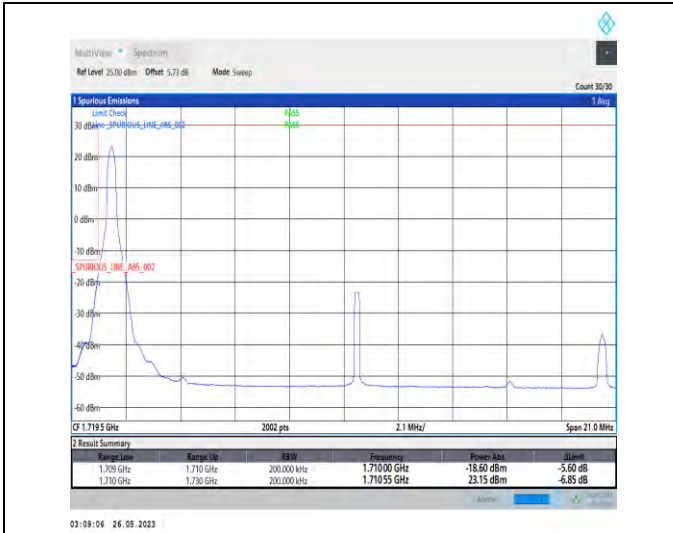 MultiView Spectrum
Ref Level 25.00 dBm Offset 5.73 dB Mode Sweep
Count 30/30
1 Spurious Emissions 1 Avg
Limit Check PASS
30 dBm Line _SPURIOUS_LINE_ABS_002 PASS
20 dBm
10 dBm
0 dBm
-10 dBm
_SPURIOUS_LINE_ABS_002
-20 dBm
-30 dBm
-40 dBm
-50 dBm
-60 dBm
CF 1.7195 GHz 2002 pts 2.1 MHz/ Span 21.0 MHz
2 Result Summary
Range Low Range Up RBW Frequency Power Abs ΔLimit
1.709 GHz 1.710 GHz 200.000 kHz 1.71000 GHz -18.60 dBm -5.60 dB
1.710 GHz 1.730 GHz 200.000 kHz 1.71055 GHz 23.15 dBm -6.85 dB
03:09:06 26.05.2023